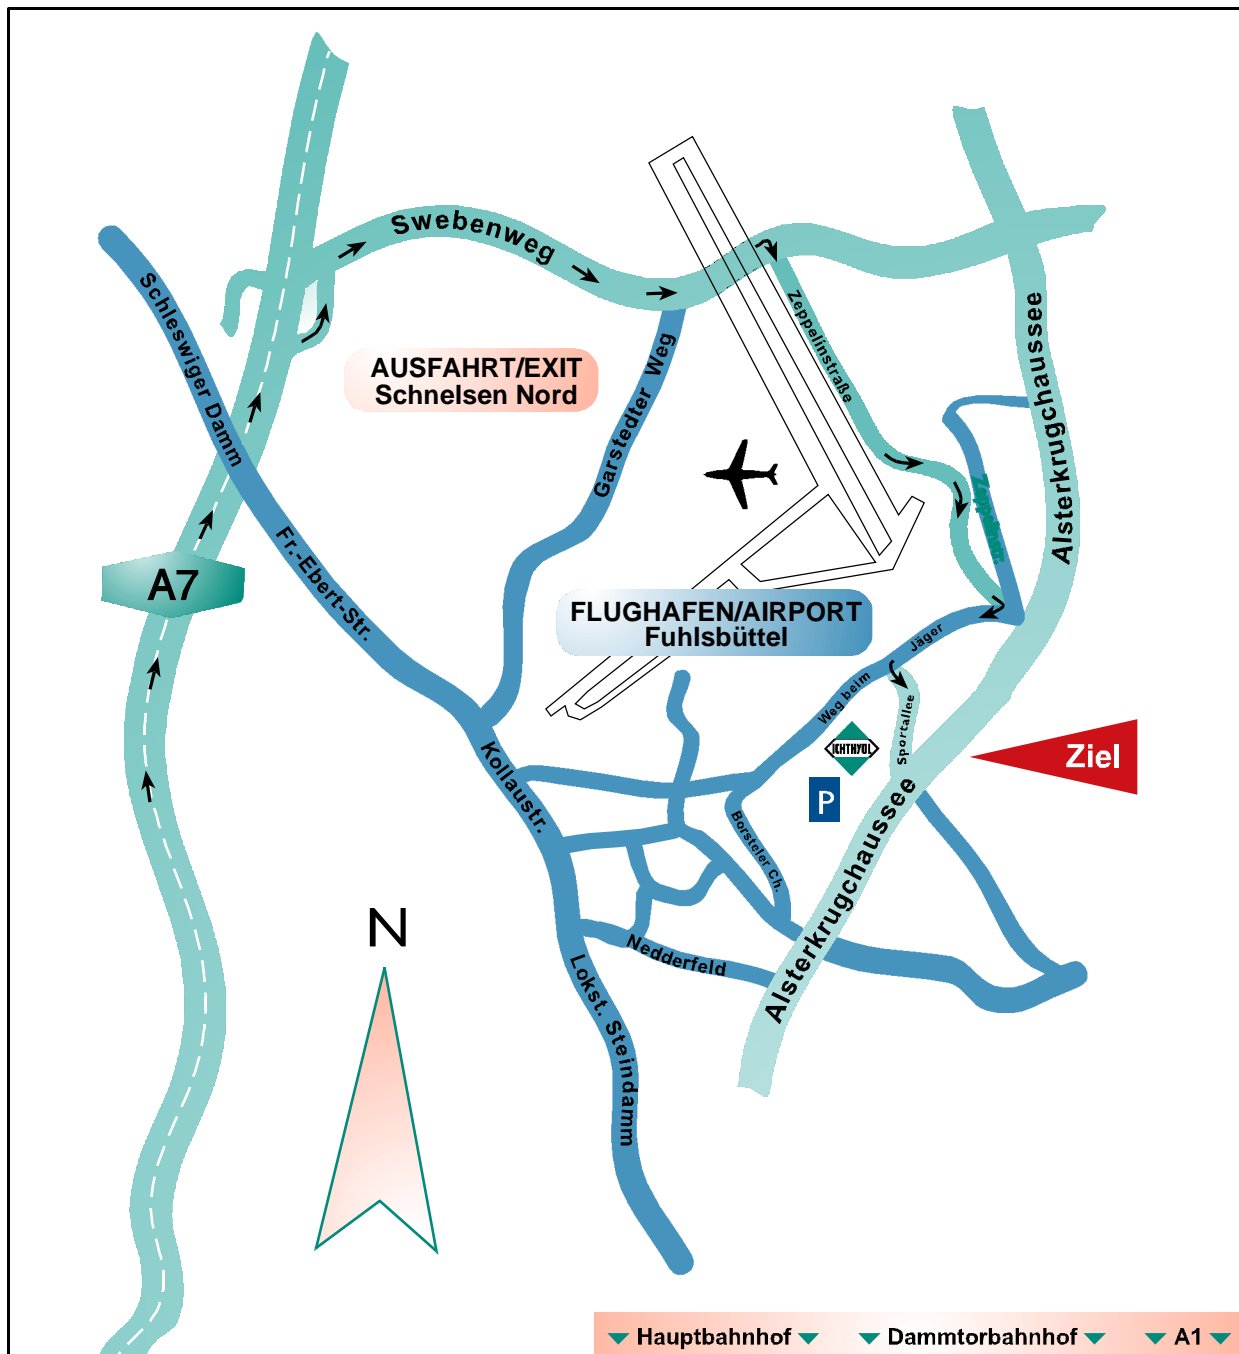 Swebenweg
Schleswiger Damm
AUSFAHRT/EXIT
Schnelsen Nord
Garstedter Weg
Zeppelinstraße
Alsterkrugchaussee
Zeppelinstr.
A7
Fr.-Ebert-Str.
FLUGHAFEN/AIRPORT
Fuhlsbüttel
Weg beim Jäger
Sportallee
ICHTHYOL
Ziel
P
Kollaustr.
Borsteler Ch.
Alsterkrugchaussee
N
Nedderfeld
Lokst. Steindamm
Hauptbahnhof Dammtorbahnhof A1